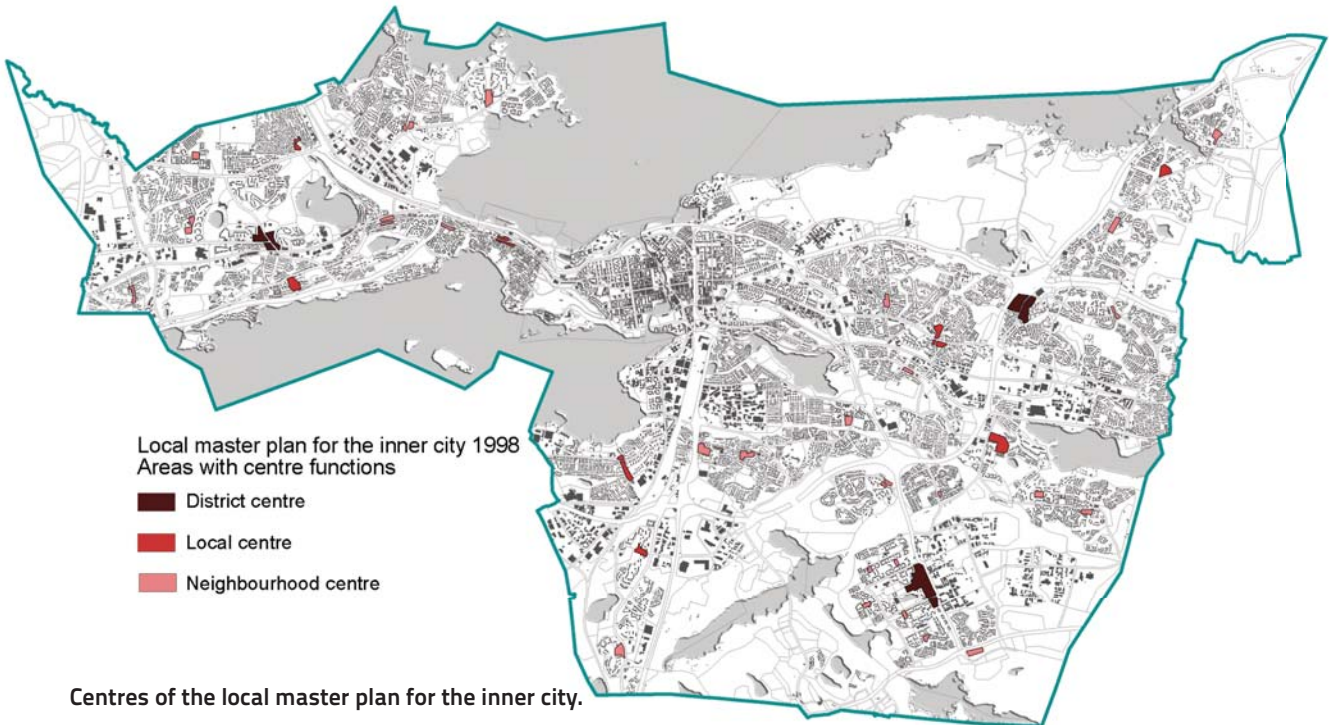 Local master plan for the inner city 1998
Areas with centre functions
District centre
Local centre
Neighbourhood centre
Centres of the local master plan for the inner city.